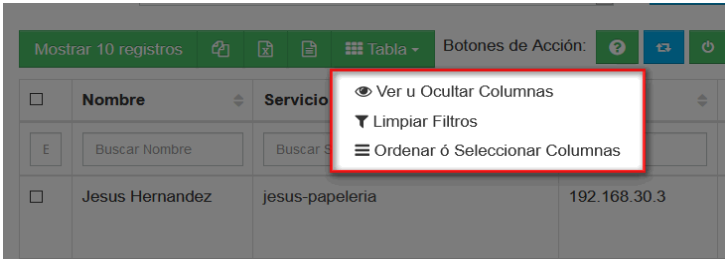 Mostrar 10 registros Tabla Botones de Acción:
Ver u Ocultar Columnas
Limpiar Filtros
Ordenar ó Seleccionar Columnas
Nombre Servicio
E Buscar Nombre Buscar S
Jesus Hernandez jesus-papeleria 192.168.30.3